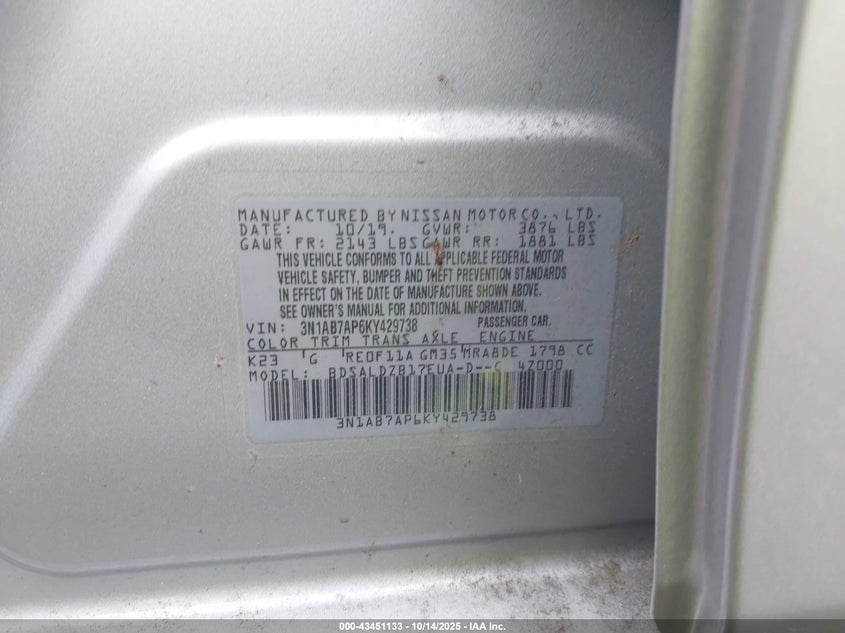 MANUFACTURED BY NISSAN MOTOR CO., LTD.
DATE: 10/19. GVWR: 3876 LBS
GAWR FR: 2143 LBS GAWR RR: 1881 LBS
THIS VEHICLE CONFORMS TO ALL APPLICABLE FEDERAL MOTOR
VEHICLE SAFETY, BUMPER AND THEFT PREVENTION STANDARDS
IN EFFECT ON THE DATE OF MANUFACTURE SHOWN ABOVE.
SEE OWNER'S MANUAL FOR ADDITIONAL INFORMATION.
VIN: 3N1AB7AP6KY429738 PASSENGER CAR.
COLOR TRIM TRANS AXLE ENGINE
K23 'G 'RE0F11A GM35'MRA8DE 1798 CC
MODEL: BDSALDZB17EUA-D--C 4Z000
3N1AB7AP6KY429738
000-43451133 - 10/14/2025 - IAA Inc.